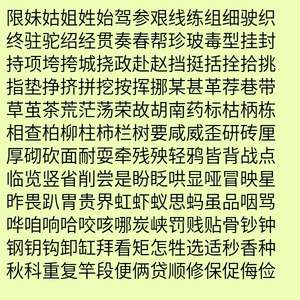 限妹姑姐姓始驾参艰线练组细驶织
终驻驼绍经贯奏春帮珍玻毒型挂封
持项垮挎城挠政赴赵挡挺括拴拾挑
指垫挣挤拼挖按挥挪某甚革荐巷带
草茧茶荒茫荡荣故胡南药标枯柄栋
相查柏柳柱柿栏树要咸威歪研砖厘
厚砌砍面耐耍牵残殃轻鸦皆背战点
临览竖省削尝是盼眨哄显哑冒映星
昨畏趴胃贵界虹虾蚁思蚂虽品咽骂
哗咱响哈咬咳哪炭峡罚贱贴骨钞钟
钢钥钩卸缸拜看矩怎牲选适秒香种
秋科重复竿段便俩贷顺修保促侮俭